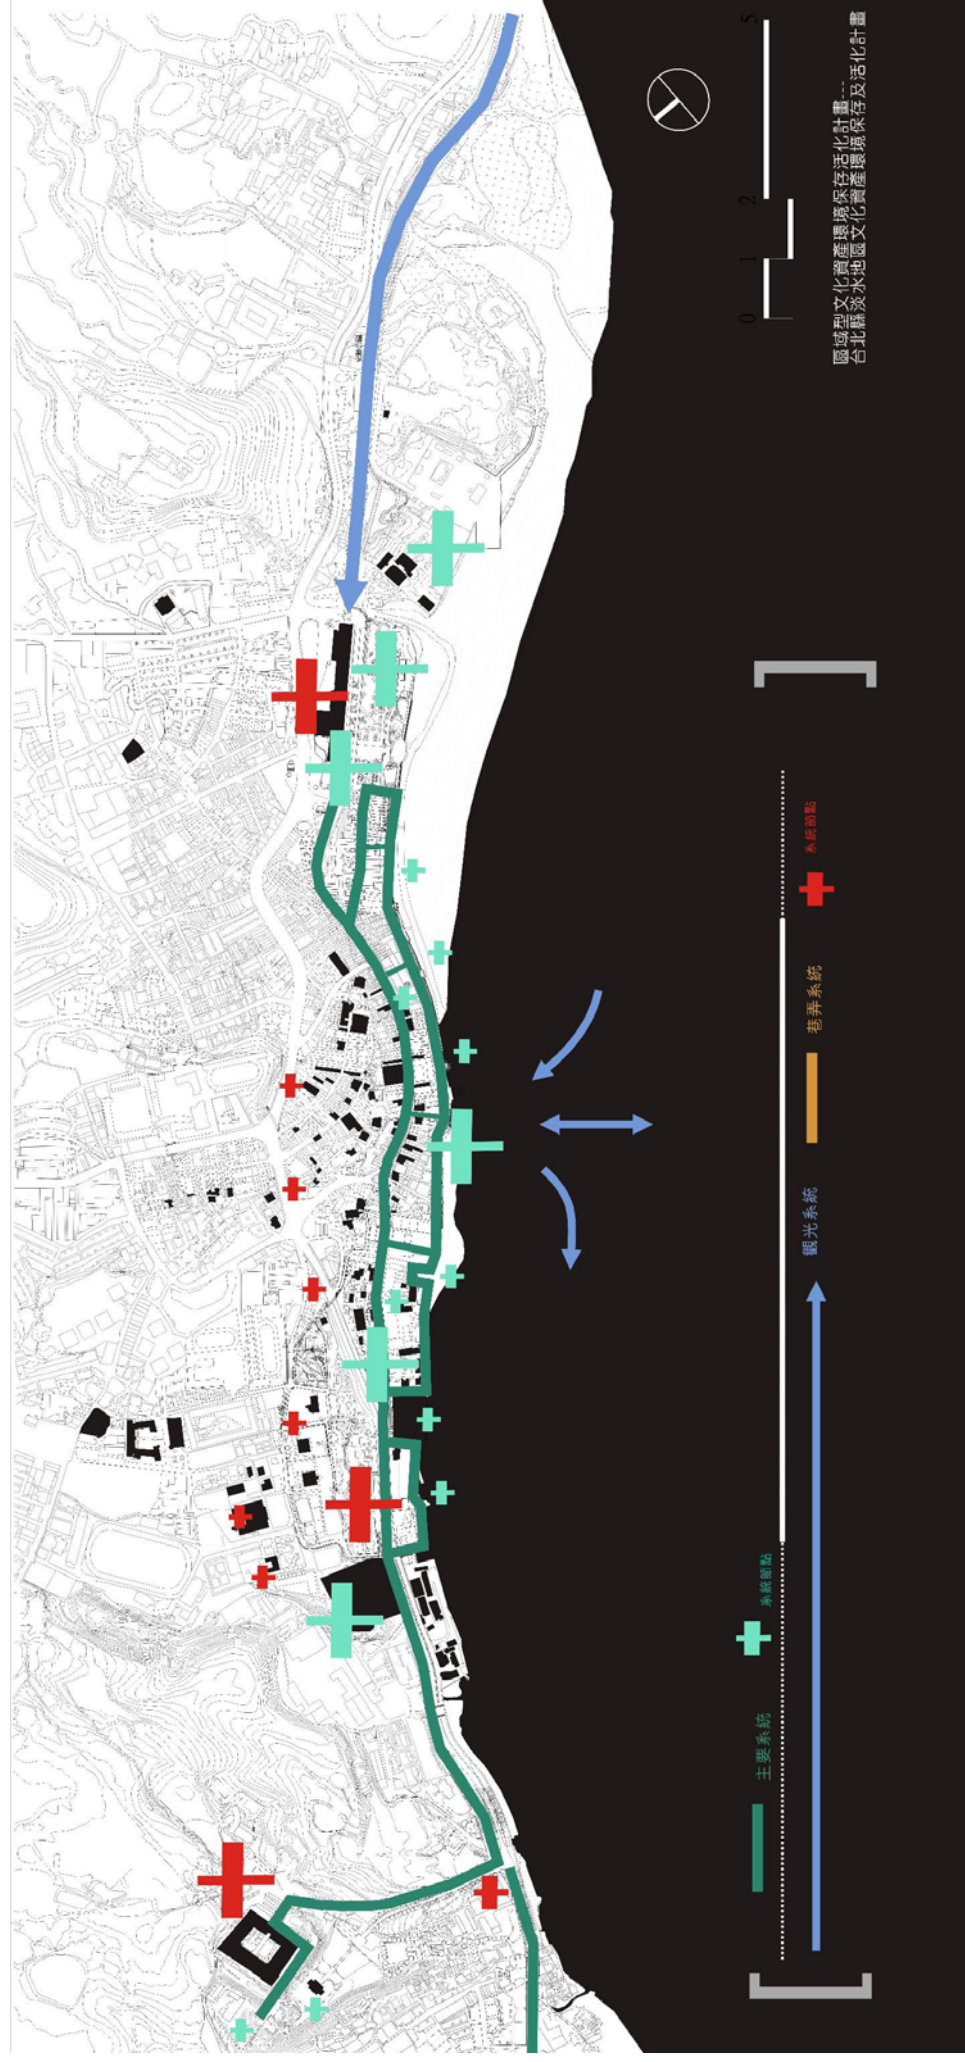 區域型文化資產環境保存活化計畫---
台北縣淡水地區文化資產環境保存及活化計畫
0 1 2 5
主要系統
系統節點
觀光系統
巷弄系統
系統節點